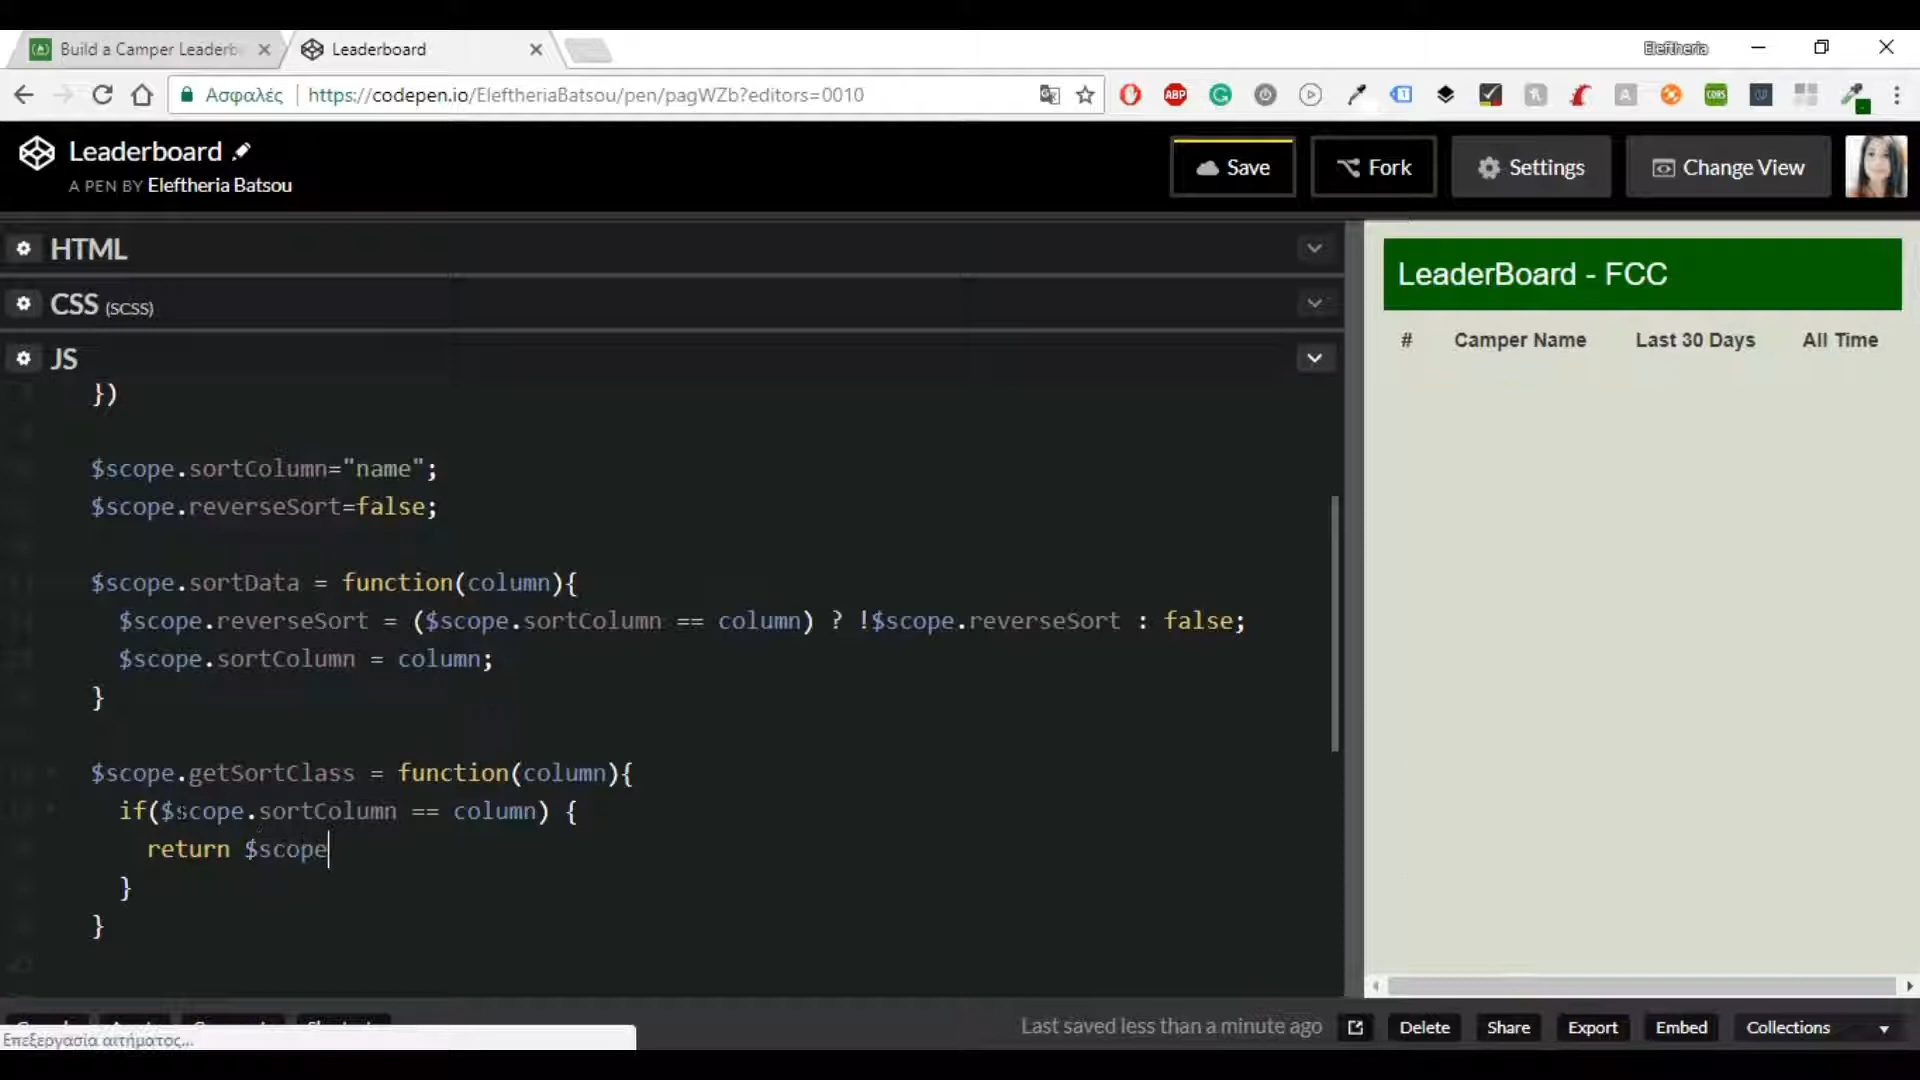 Build a Camper Leaderb
Leaderboard
Eleftheria
Ασφαλές
https://codepen.io/EleftheriaBatsou/pen/pagWZb?editors=0010
ABP
CORS
Leaderboard
A PEN BY Eleftheria Batsou
Save
Fork
Settings
Change View
HTML
CSS (SCSS)
JS
})
$scope.sortColumn="name";
$scope.reverseSort=false;
$scope.sortData = function(column){
$scope.reverseSort = ($scope.sortColumn == column) ? !$scope.reverseSort : false;
$scope.sortColumn = column;
}
$scope.getSortClass = function(column){
if($scope.sortColumn == column) {
return $scope
}
}
LeaderBoard - FCC
# Camper Name Last 30 Days All Time
Επεξεργασία αιτήματος...
Last saved less than a minute ago
Delete
Share
Export
Embed
Collections